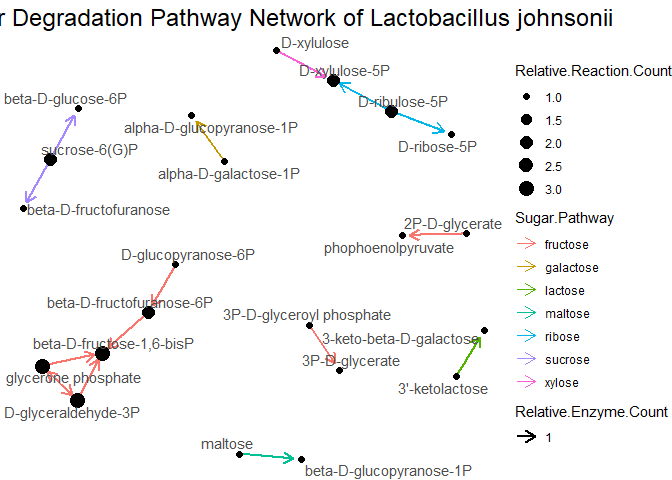 r Degradation Pathway Network of Lactobacillus johnsonii
D-xylulose
D-xylulose-5P
beta-D-glucose-6P
D-ribulose-5P
alpha-D-glucopyranose-1P
sucrose-6(G)P
D-ribose-5P
alpha-D-galactose-1P
beta-D-fructofuranose
2P-D-glycerate
phophoenolpyruvate
D-glucopyranose-6P
beta-D-fructofuranose-6P
3P-D-glyceroyl phosphate
3-keto-beta-D-galactose
beta-D-fructose-1,6-bisP
3P-D-glycerate
glycerone phosphate
3'-ketolactose
D-glyceraldehyde-3P
maltose
beta-D-glucopyranose-1P
Relative.Reaction.Count
1.0
1.5
2.0
2.5
3.0
Sugar.Pathway
fructose
galactose
lactose
maltose
ribose
sucrose
xylose
Relative.Enzyme.Count
1